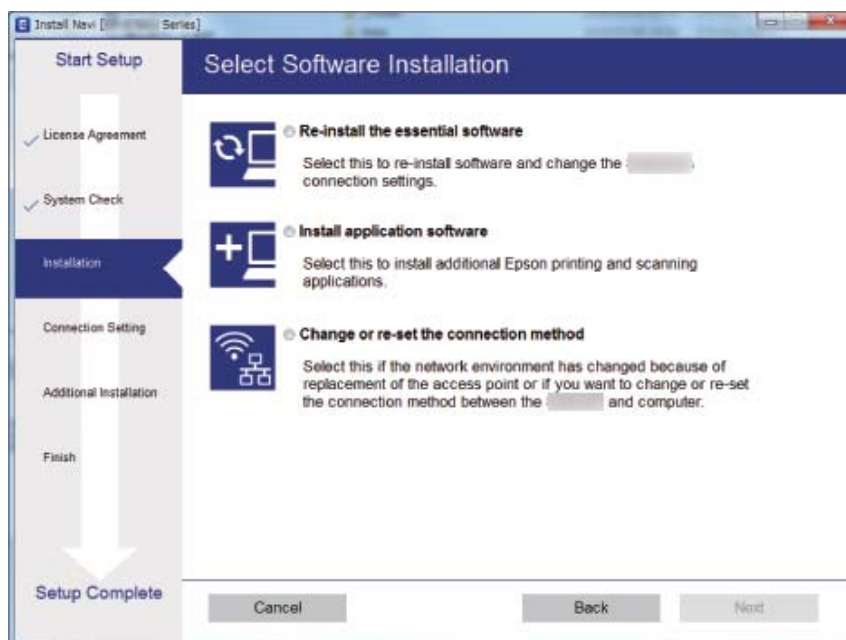 Install Navi [ Series]
Start Setup
License Agreement
System Check
Installation
Connection Setting
Additional Installation
Finish
Setup Complete
Select Software Installation
Re-install the essential software
Select this to re-install software and change the
connection settings.
Install application software
Select this to install additional Epson printing and scanning
applications.
Change or re-set the connection method
Select this if the network environment has changed because of
replacement of the access point or if you want to change or re-set
the connection method between the and computer.
Cancel
Back
Next